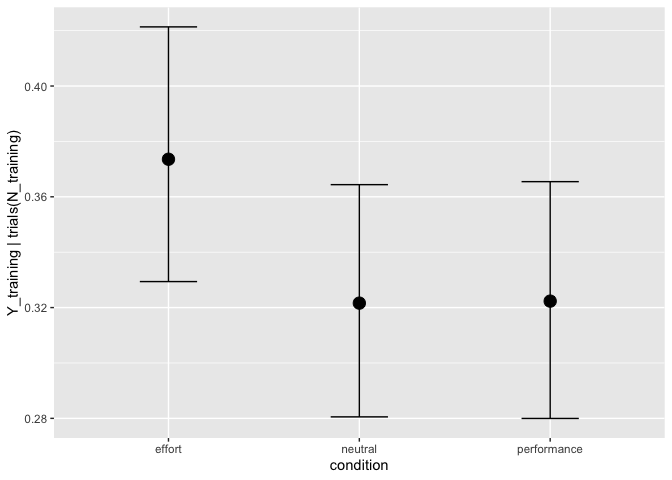 Y_training | trials(N_training)
0.40
0.36
0.32
0.28
effort neutral performance
condition